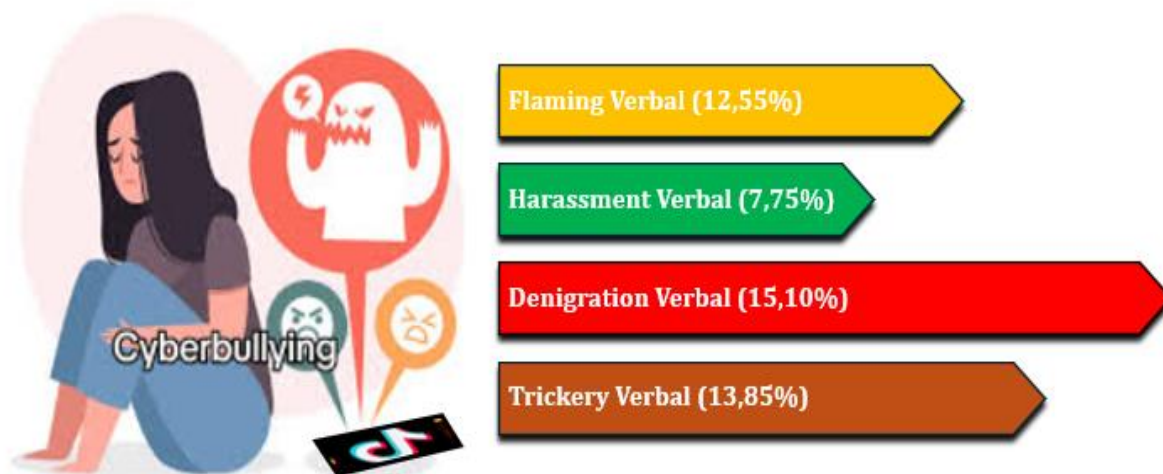 Cyberbullying
Flaming Verbal (12,55%)
Harassment Verbal (7,75%)
Denigration Verbal (15,10%)
Trickery Verbal (13,85%)